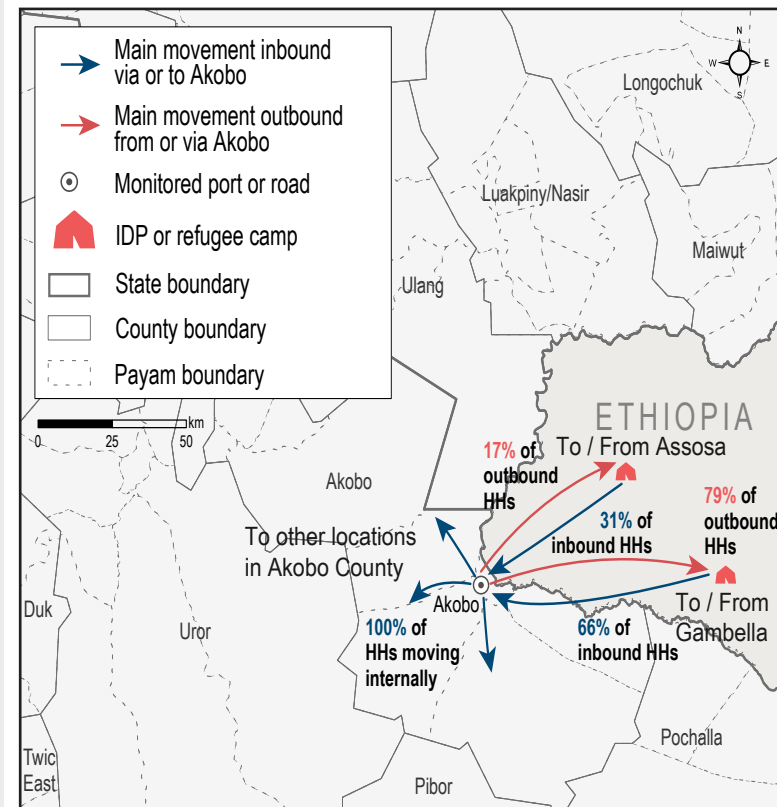 Main movement inbound
via or to Akobo
Main movement outbound
from or via Akobo
Monitored port or road
IDP or refugee camp
State boundary
County boundary
Payam boundary
km
0 25 50
N
W E
S
Longochuk
Luakpiny/Nasir
Maiwut
Ulang
ETHIOPIA
To / From Assosa
17% of
outbound
HHs
79% of
outbound
HHs
31% of
inbound HHs
Akobo
To other locations
in Akobo County
Akobo
To / From
Gambella
100% of
HHs moving
internally
66% of
inbound HHs
Duk
Uror
Pochalla
Twic
East
Pibor